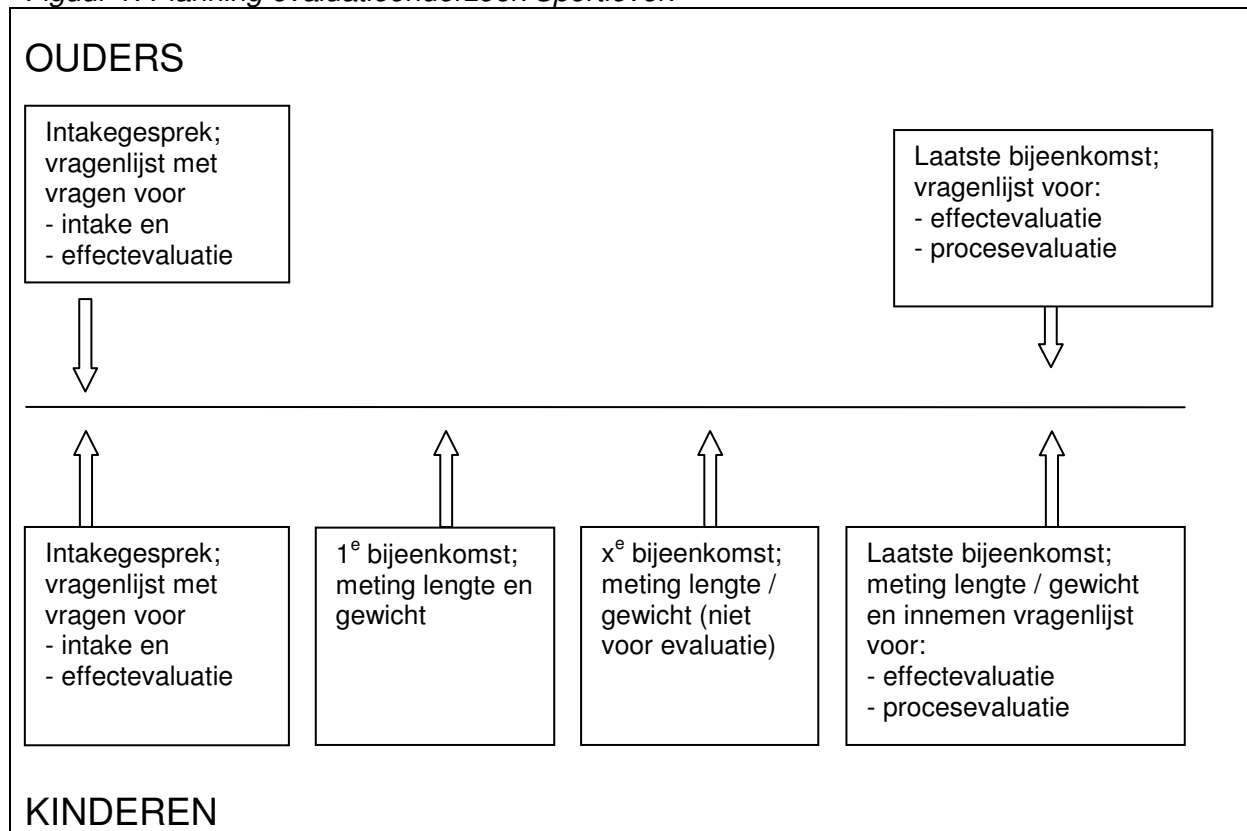 OUDERS
Intakegesprek;
vragenlijst met
vragen voor
- intake en
- effectevaluatie
Laatste bijeenkomst;
vragenlijst voor:
- effectevaluatie
- procesevaluatie
Intakegesprek;
vragenlijst met
vragen voor
- intake en
- effectevaluatie
1e bijeenkomst;
meting lengte en
gewicht
xe bijeenkomst;
meting lengte /
gewicht (niet
voor evaluatie)
Laatste bijeenkomst;
meting lengte / gewicht
en innemen vragenlijst
voor:
- effectevaluatie
- procesevaluatie
KINDEREN